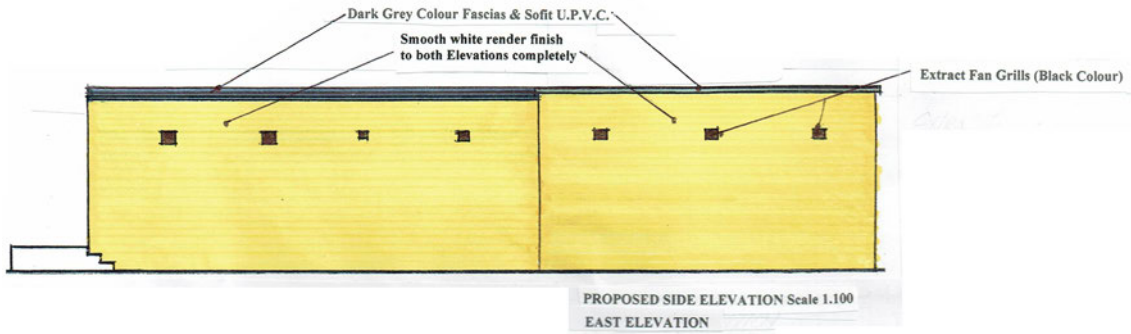 Dark Grey Colour Fascias & Sofit U.P.V.C.
Smooth white render finish
to both Elevations completely
Extract Fan Grills (Black Colour)
PROPOSED SIDE ELEVATION Scale 1.100
EAST ELEVATION